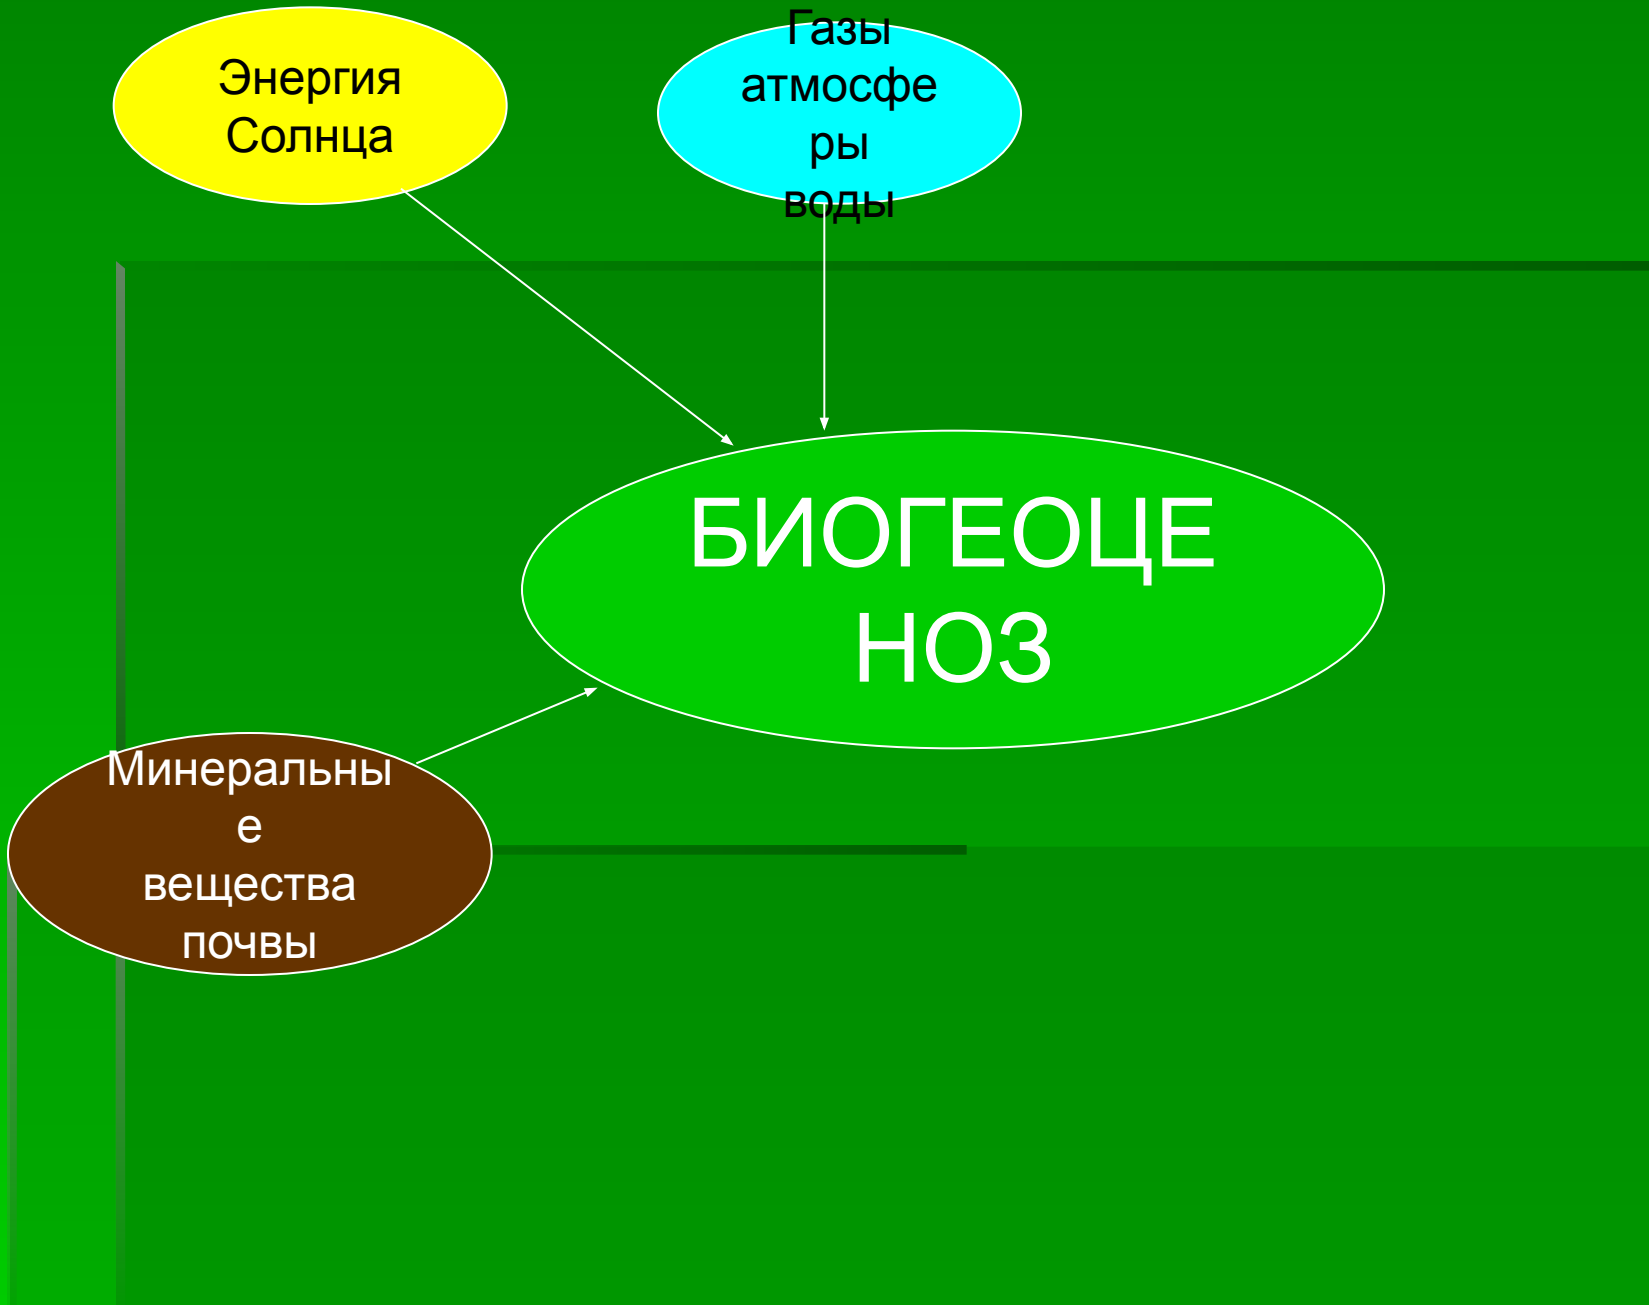 Энергия
Солнца
Газы
атмосфе
ры
воды
БИОГЕОЦЕ
НОЗ
Минеральны
е
вещества
почвы